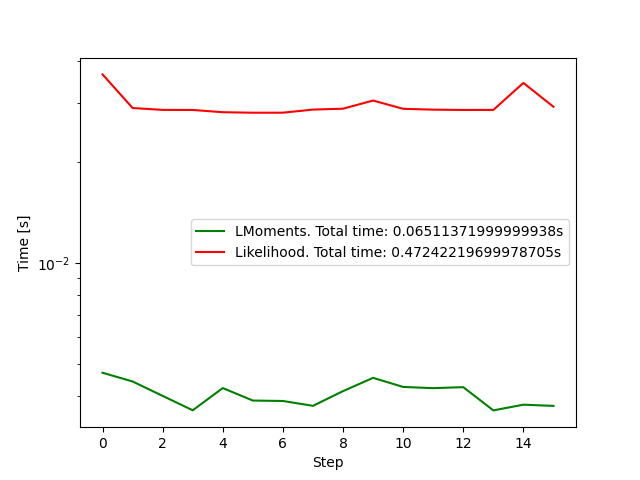 Time [s]
10⁻²
LMoments. Total time: 0.06511371999999938s
Likelihood. Total time: 0.47242219699978705s
0 2 4 6 8 10 12 14
Step